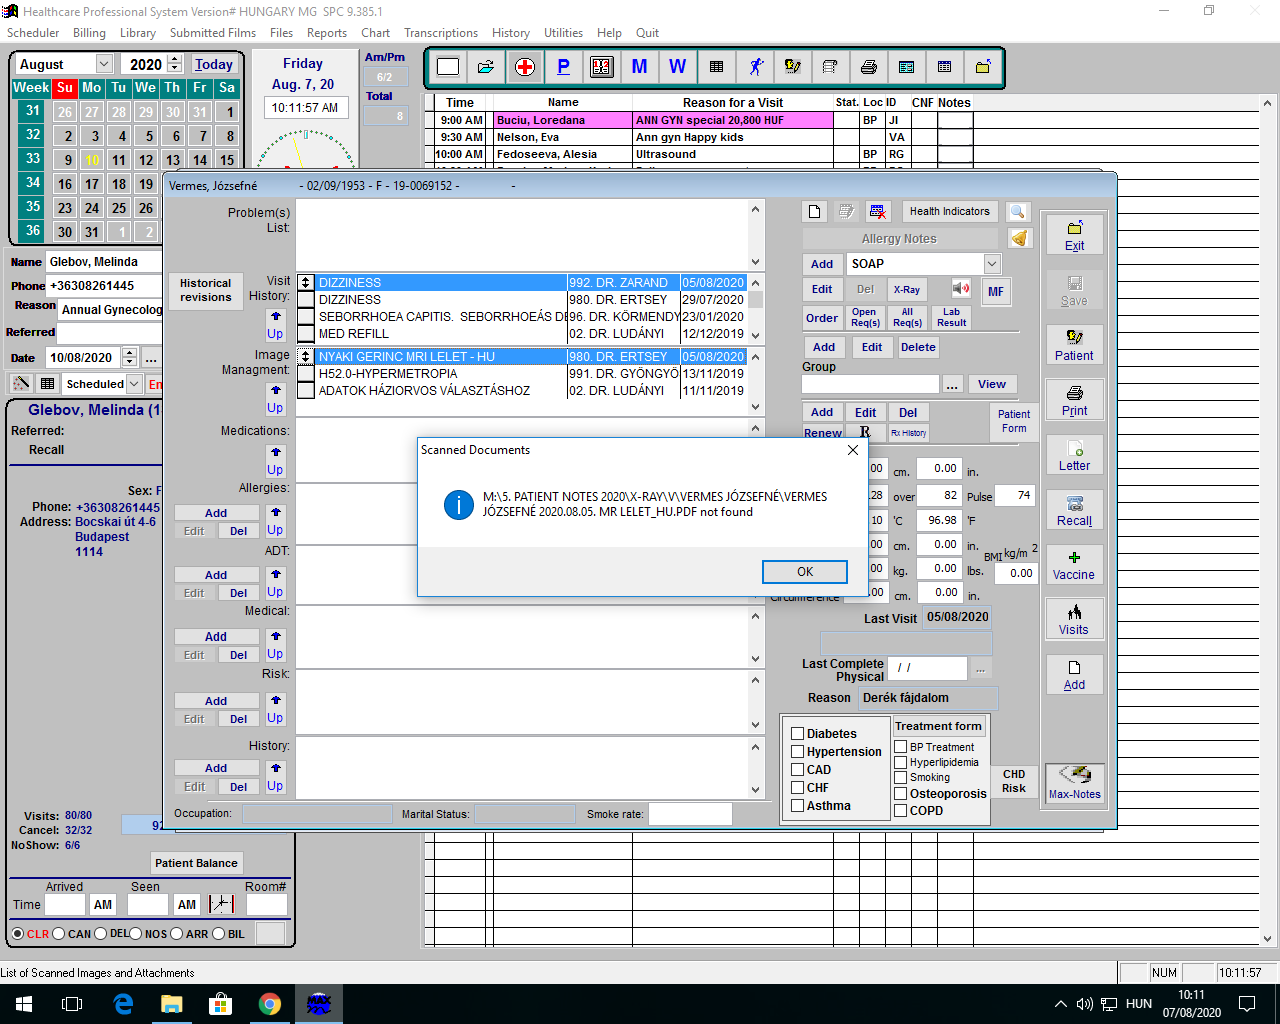 Healthcare Professional System Version# HUNGARY MG  SPC 9.385.1
Scheduler Billing Library Submitted Films Files Reports Chart Transcriptions History Utilities Help Quit
August 2020 Today
Week Su Mo Tu We Th Fr Sa
31 26 27 28 29 30 31 1
32 2 3 4 5 6 7 8
33 9 10 11 12 13 14 15
34 16 17 18 19
35 23 24 25 26
36 30 31 1 2
Friday
Aug. 7, 20
10:11:57 AM
Am/Pm
6/2
Total
8
P 12 M W
Time Name Reason for a Visit Stat. Loc ID CNF Notes
9:00 AM Buciu, Loredana ANN GYN special 20,800 HUF BP JI
9:30 AM Nelson, Eva Ann gyn Happy kids VA
10:00 AM Fedoseeva, Alesia Ultrasound BP RG
Name Glebov, Melinda
Phone +36308261445
Reason Annual Gynecolog
Referred
Date 10/08/2020 ...
Scheduled En
Glebov, Melinda (1
Referred:
Recall
Sex: F
Phone: +36308261445
Address: Bocskai út 4-6
Budapest
1114
Visits: 80/80
Cancel: 32/32
NoShow: 6/6
92
Patient Balance
Arrived Seen Room#
Time AM AM
CLR CAN DEL NOS ARR BIL
Vermes, Józsefné - 02/09/1953 - F - 19-0069152 - -
Problem(s)
List:
Historical
revisions
Visit
History:
Up
DIZZINESS 992. DR. ZARAND 05/08/2020
DIZZINESS 980. DR. ERTSEY 29/07/2020
SEBORRHOEA CAPITIS.  SEBORRHOEÁS DE 96. DR. KÖRMENDY 23/01/2020
MED REFILL 02. DR. LUDÁNYI 12/12/2019
Image
Managment:
Up
NYAKI GERINC MRI LELET - HU 980. DR. ERTSEY 05/08/2020
H52.0-HYPERMETROPIA 991. DR. GYÖNGYÖ 13/11/2019
ADATOK HÁZIORVOS VÁLASZTÁSHOZ 02. DR. LUDÁNYI 11/11/2019
Medications:
Up
Allergies:
Add
Edit Del Up
ADT:
Add
Edit Del Up
Medical:
Add
Edit Del Up
Risk:
Add
Edit Del Up
History:
Add
Edit Del Up
Occupation: Marital Status: Smoke rate:
Health Indicators
Allergy Notes
Add SOAP
Edit Del X-Ray MF
Order Open Req(s) All Req(s) Lab Result
Add Edit Delete
Group
... View
Add Edit Del Patient Form
Renew R Rx History
00 cm. 0.00 in.
128 over 82 Pulse 74
10 'C 96.98 'F
00 cm. 0.00 in. BMI kg/m 2
00 kg. 0.00 lbs. 0.00
Circumference .00 cm. 0.00 in.
Last Visit 05/08/2020
Last Complete
Physical / / ...
Reason Derék fájdalom
Diabetes
Hypertension
CAD
CHF
Asthma
Treatment form
BP Treatment
Hyperlipidemia
Smoking
Osteoporosis
COPD
CHD
Risk
Exit
Save
Patient
Print
Letter
Recall
Vaccine
Visits
Add
Max-Notes
Scanned Documents
M:\5. PATIENT NOTES 2020\X-RAY\V\VERMES JÓZSEFNÉ\VERMES
JÓZSEFNÉ 2020.08.05. MR LELET_HU.PDF not found
OK
List of Scanned Images and Attachments NUM 10:11:57
MAX
HUN 10:11
07/08/2020